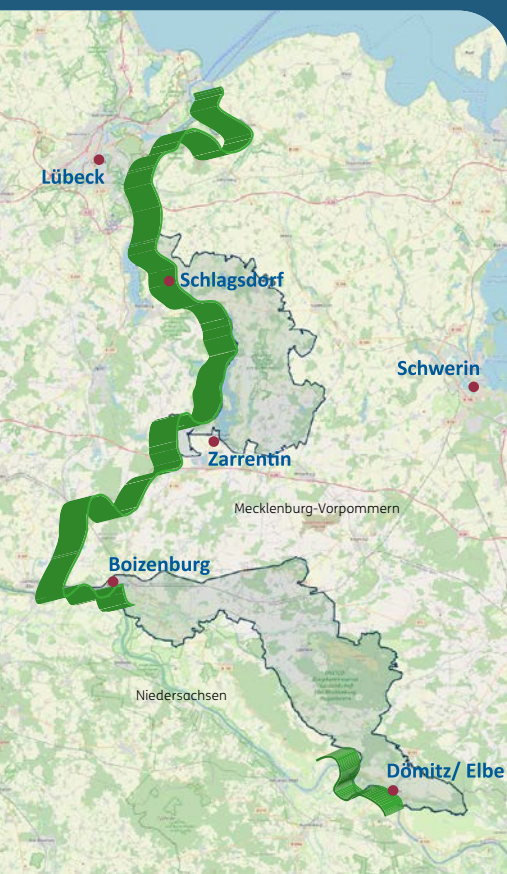 Lübeck
Schlagsdorf
Schwerin
Zarrentin
Mecklenburg-Vorpommern
Boizenburg
Niedersachsen
Dömitz/ Elbe